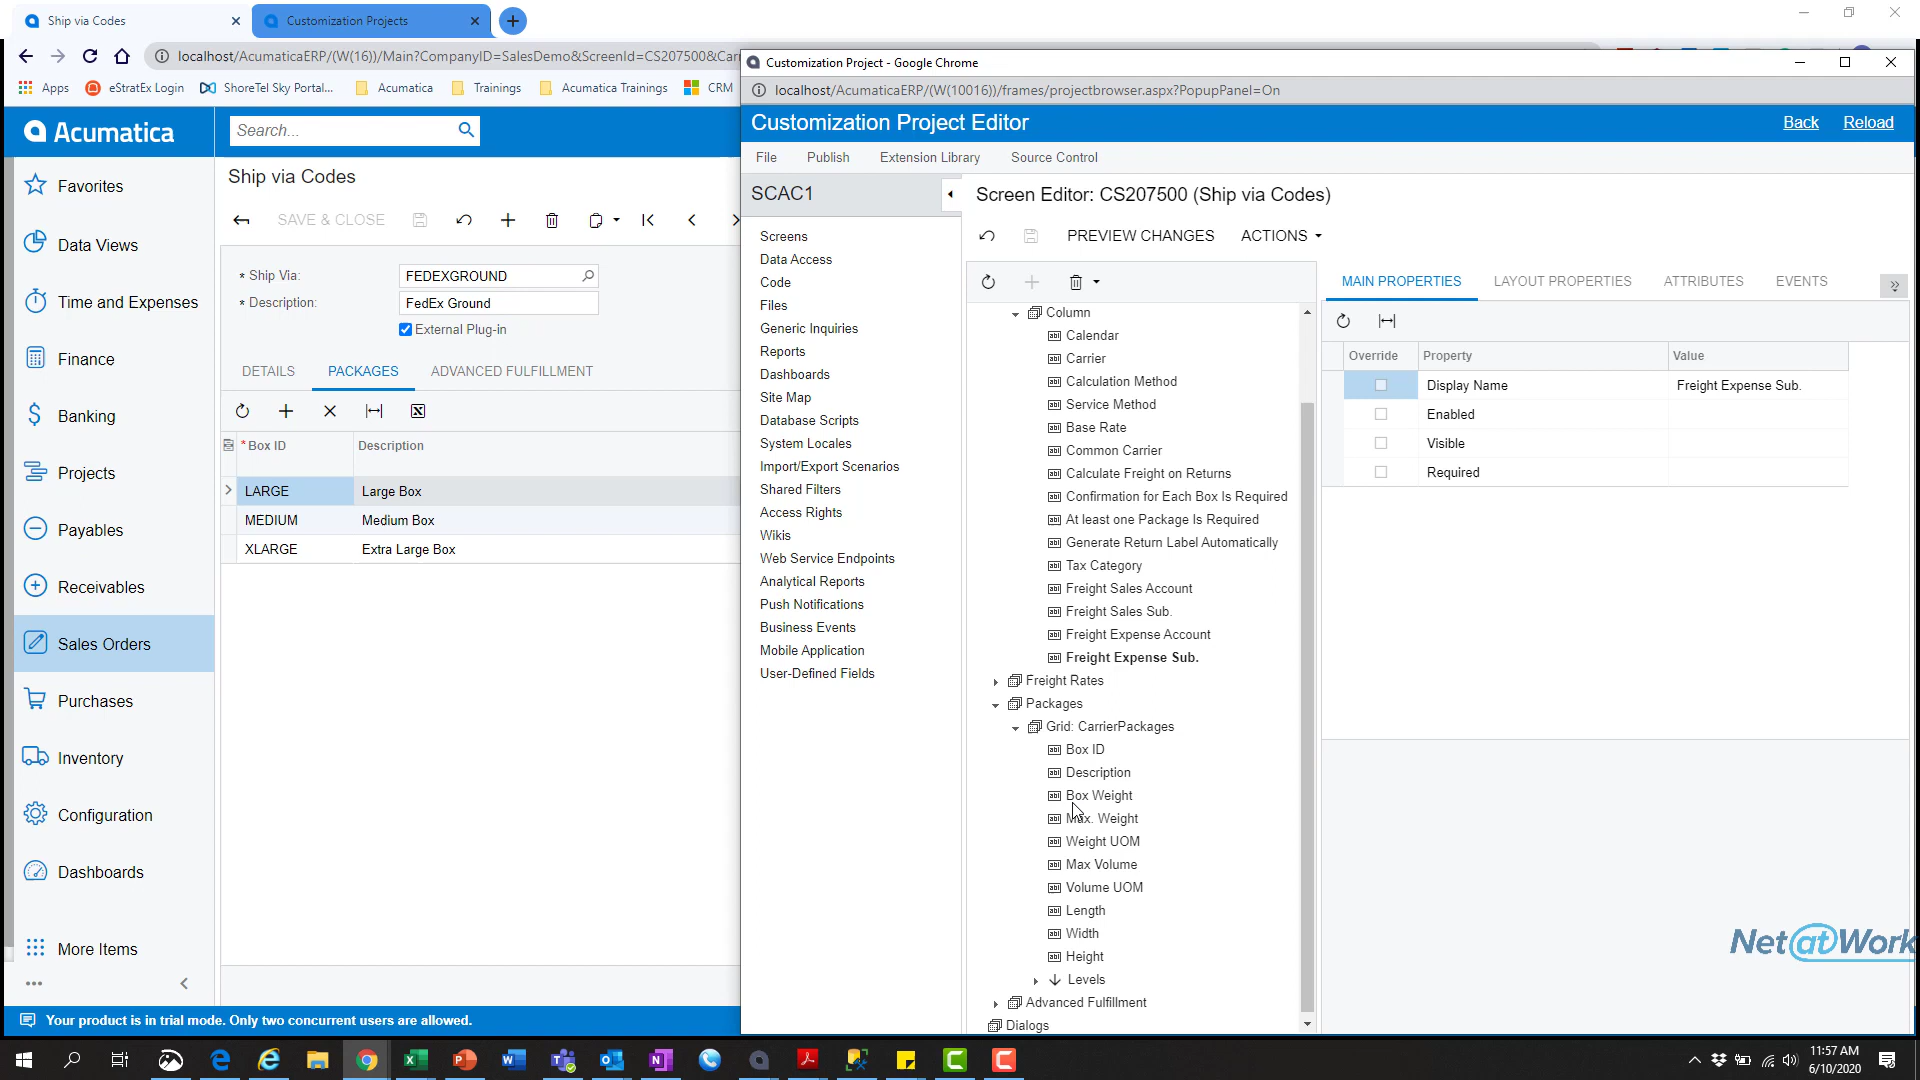 Ship via Codes
Customization Projects
localhost/AcumaticaERP/(W(16))/Main?CompanyID=SalesDemo&ScreenId=CS207500&Car
Apps
eStratEx Login
ShoreTel Sky Portal...
Acumatica
Trainings
Acumatica Trainings
CRM
Customization Project - Google Chrome
localhost/AcumaticaERP/(W(10016))/frames/projectbrowser.aspx?PopupPanel=On
Acumatica
Search...
Customization Project Editor
Back
Reload
File
Publish
Extension Library
Source Control
Favorites
Data Views
Time and Expenses
Finance
Banking
Projects
Payables
Receivables
Sales Orders
Purchases
Inventory
Configuration
Dashboards
More Items
Ship via Codes
SAVE & CLOSE
* Ship Via:
FEDEXGROUND
* Description:
FedEx Ground
External Plug-in
DETAILS
PACKAGES
ADVANCED FULFILLMENT
* Box ID
Description
LARGE
Large Box
MEDIUM
Medium Box
XLARGE
Extra Large Box
SCAC1
Screens
Data Access
Code
Files
Generic Inquiries
Reports
Dashboards
Site Map
Database Scripts
System Locales
Import/Export Scenarios
Shared Filters
Access Rights
Wikis
Web Service Endpoints
Analytical Reports
Push Notifications
Business Events
Mobile Application
User-Defined Fields
Screen Editor: CS207500 (Ship via Codes)
PREVIEW CHANGES
ACTIONS
Column
Calendar
Carrier
Calculation Method
Service Method
Base Rate
Common Carrier
Calculate Freight on Returns
Confirmation for Each Box Is Required
At least one Package Is Required
Generate Return Label Automatically
Tax Category
Freight Sales Account
Freight Sales Sub.
Freight Expense Account
Freight Expense Sub.
Freight Rates
Packages
Grid: CarrierPackages
Box ID
Description
Box Weight
Max. Weight
Weight UOM
Max Volume
Volume UOM
Length
Width
Height
Levels
Advanced Fulfillment
Dialogs
MAIN PROPERTIES
LAYOUT PROPERTIES
ATTRIBUTES
EVENTS
Override
Property
Value
Display Name
Freight Expense Sub.
Enabled
Visible
Required
Net at Work
Your product is in trial mode. Only two concurrent users are allowed.
11:57 AM
6/10/2020